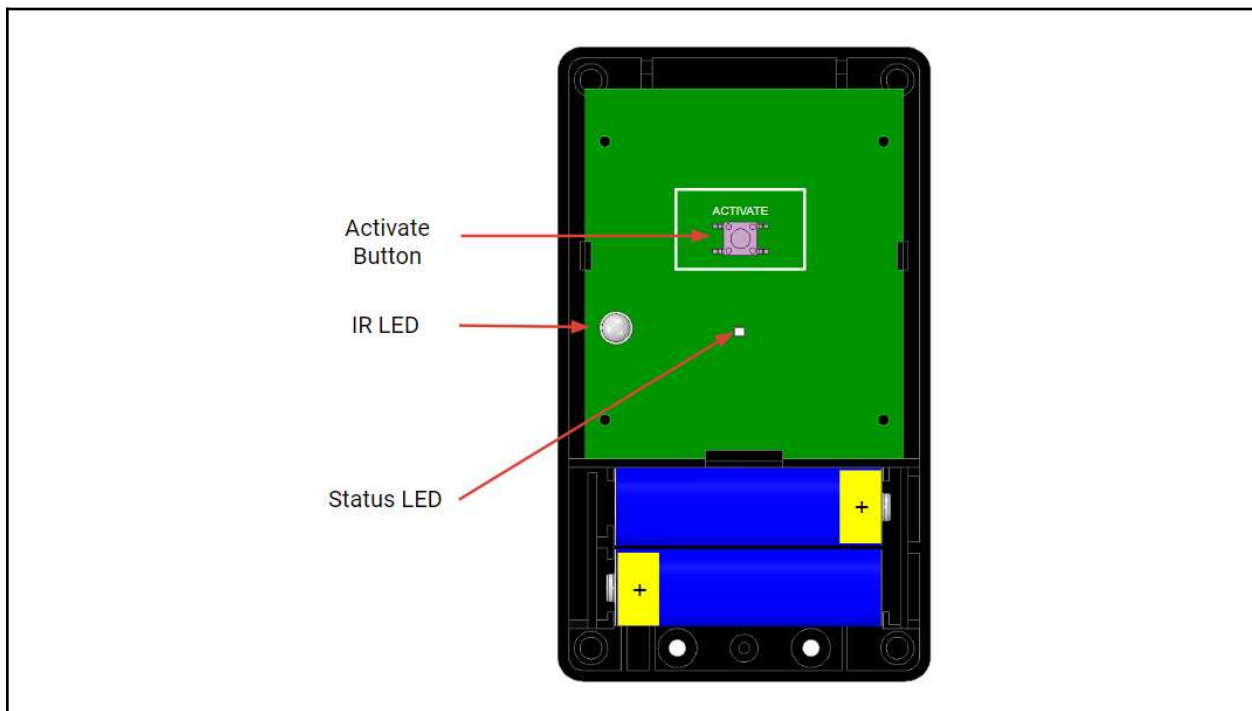 ACTIVATE
Activate
Button
IR LED
Status LED
+
+